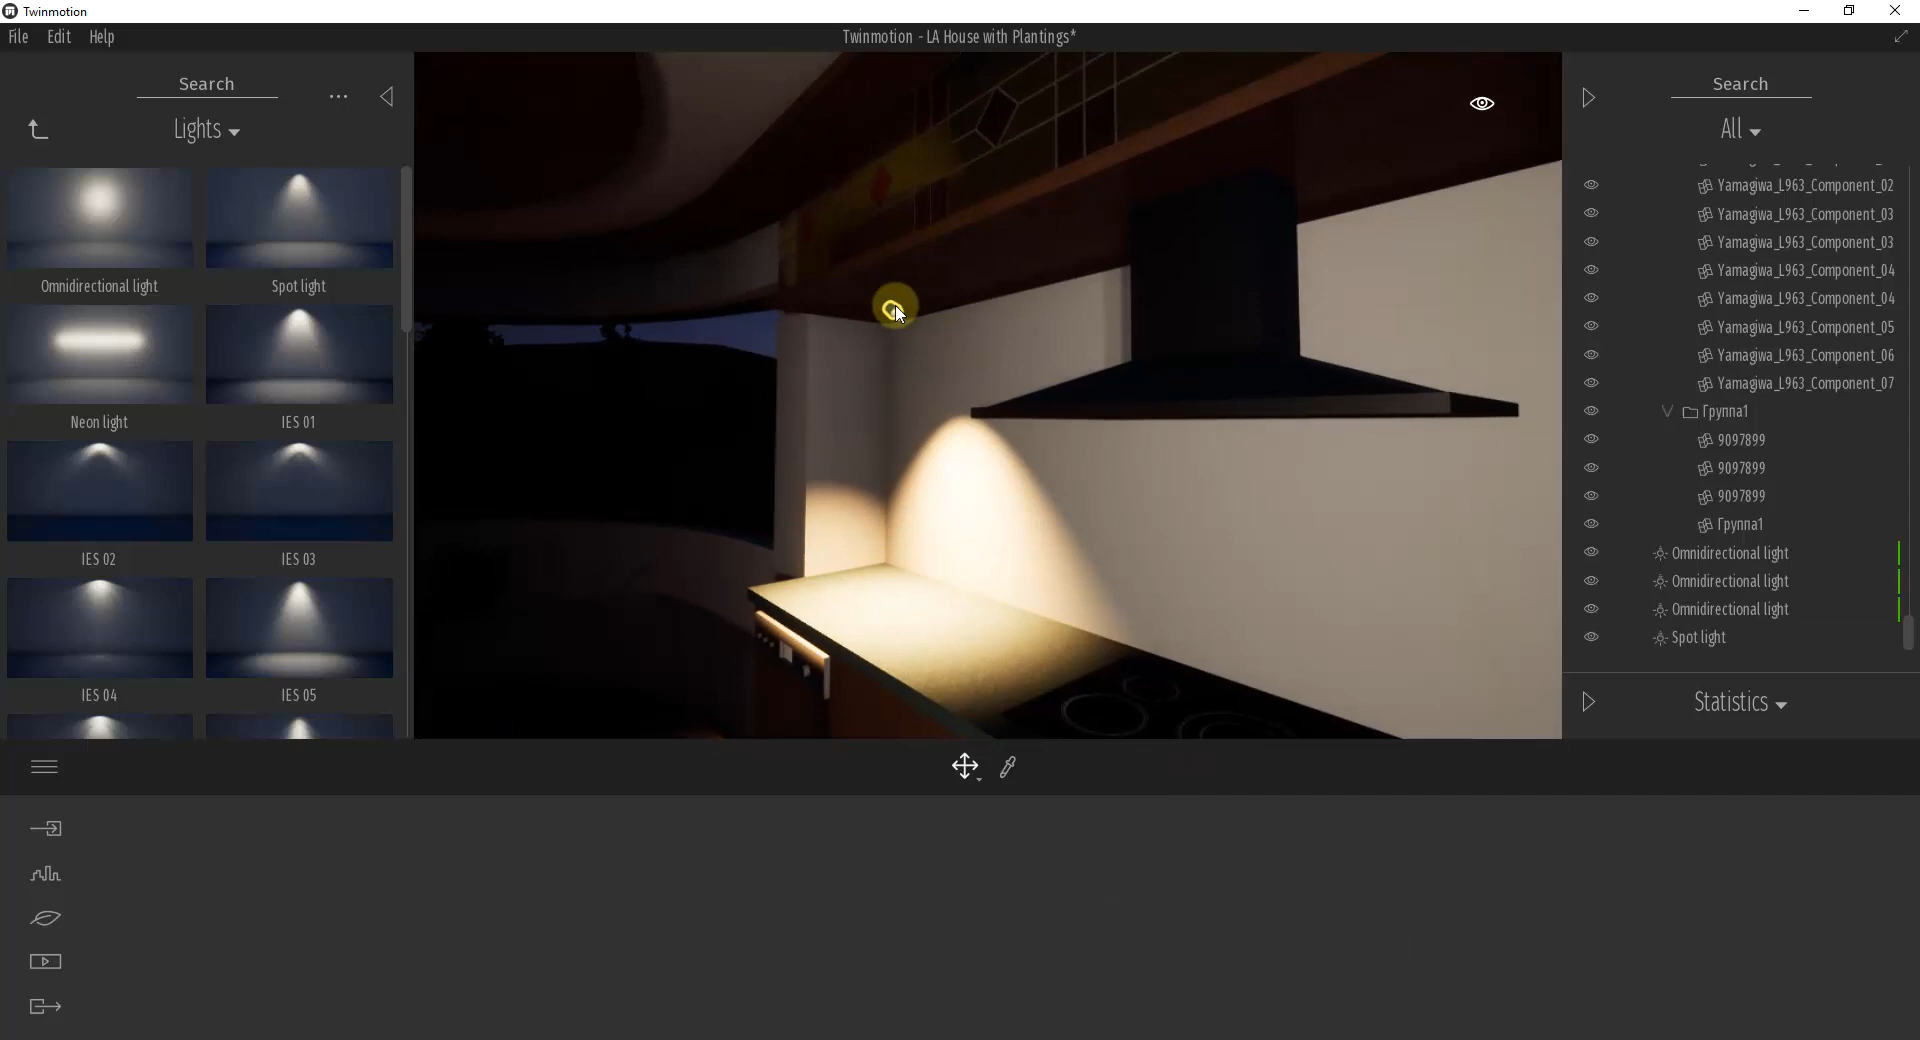 Twinmotion
File Edit Help
Twinmotion - LA House with Plantings*
Search
...
Lights
Omnidirectional light
Spot light
Neon light
IES 01
IES 02
IES 03
IES 04
IES 05
Search
All
Yamagiwa_L963_Component_02
Yamagiwa_L963_Component_03
Yamagiwa_L963_Component_03
Yamagiwa_L963_Component_04
Yamagiwa_L963_Component_04
Yamagiwa_L963_Component_05
Yamagiwa_L963_Component_06
Yamagiwa_L963_Component_07
Группа1
9097899
9097899
9097899
Группа1
Omnidirectional light
Omnidirectional light
Omnidirectional light
Spot light
Statistics